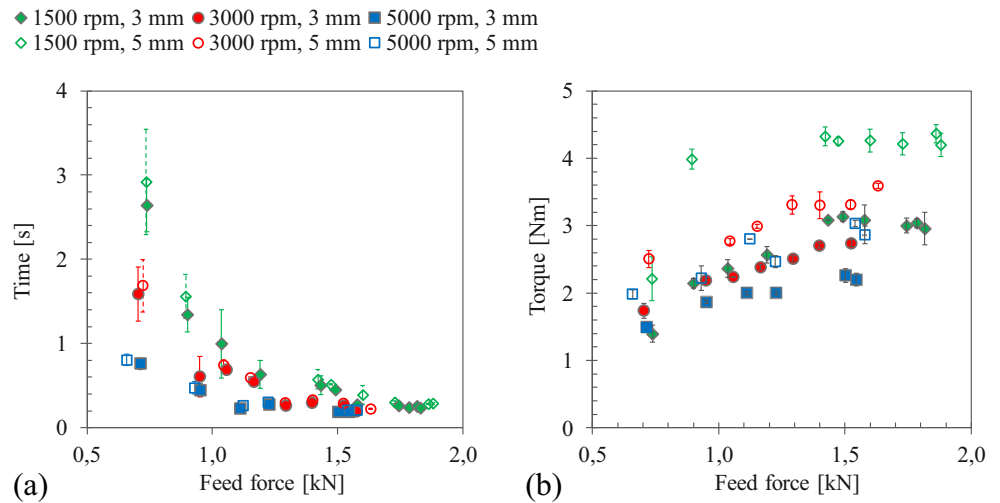 1500 rpm, 3 mm 3000 rpm, 3 mm 5000 rpm, 3 mm
1500 rpm, 5 mm 3000 rpm, 5 mm 5000 rpm, 5 mm
4
3
2
1
0
Time [s]
0,5 1,0 1,5 2,0
Feed force [kN]
(a)
5
4
3
2
1
0
Torque [Nm]
0,5 1,0 1,5 2,0
Feed force [kN]
(b)